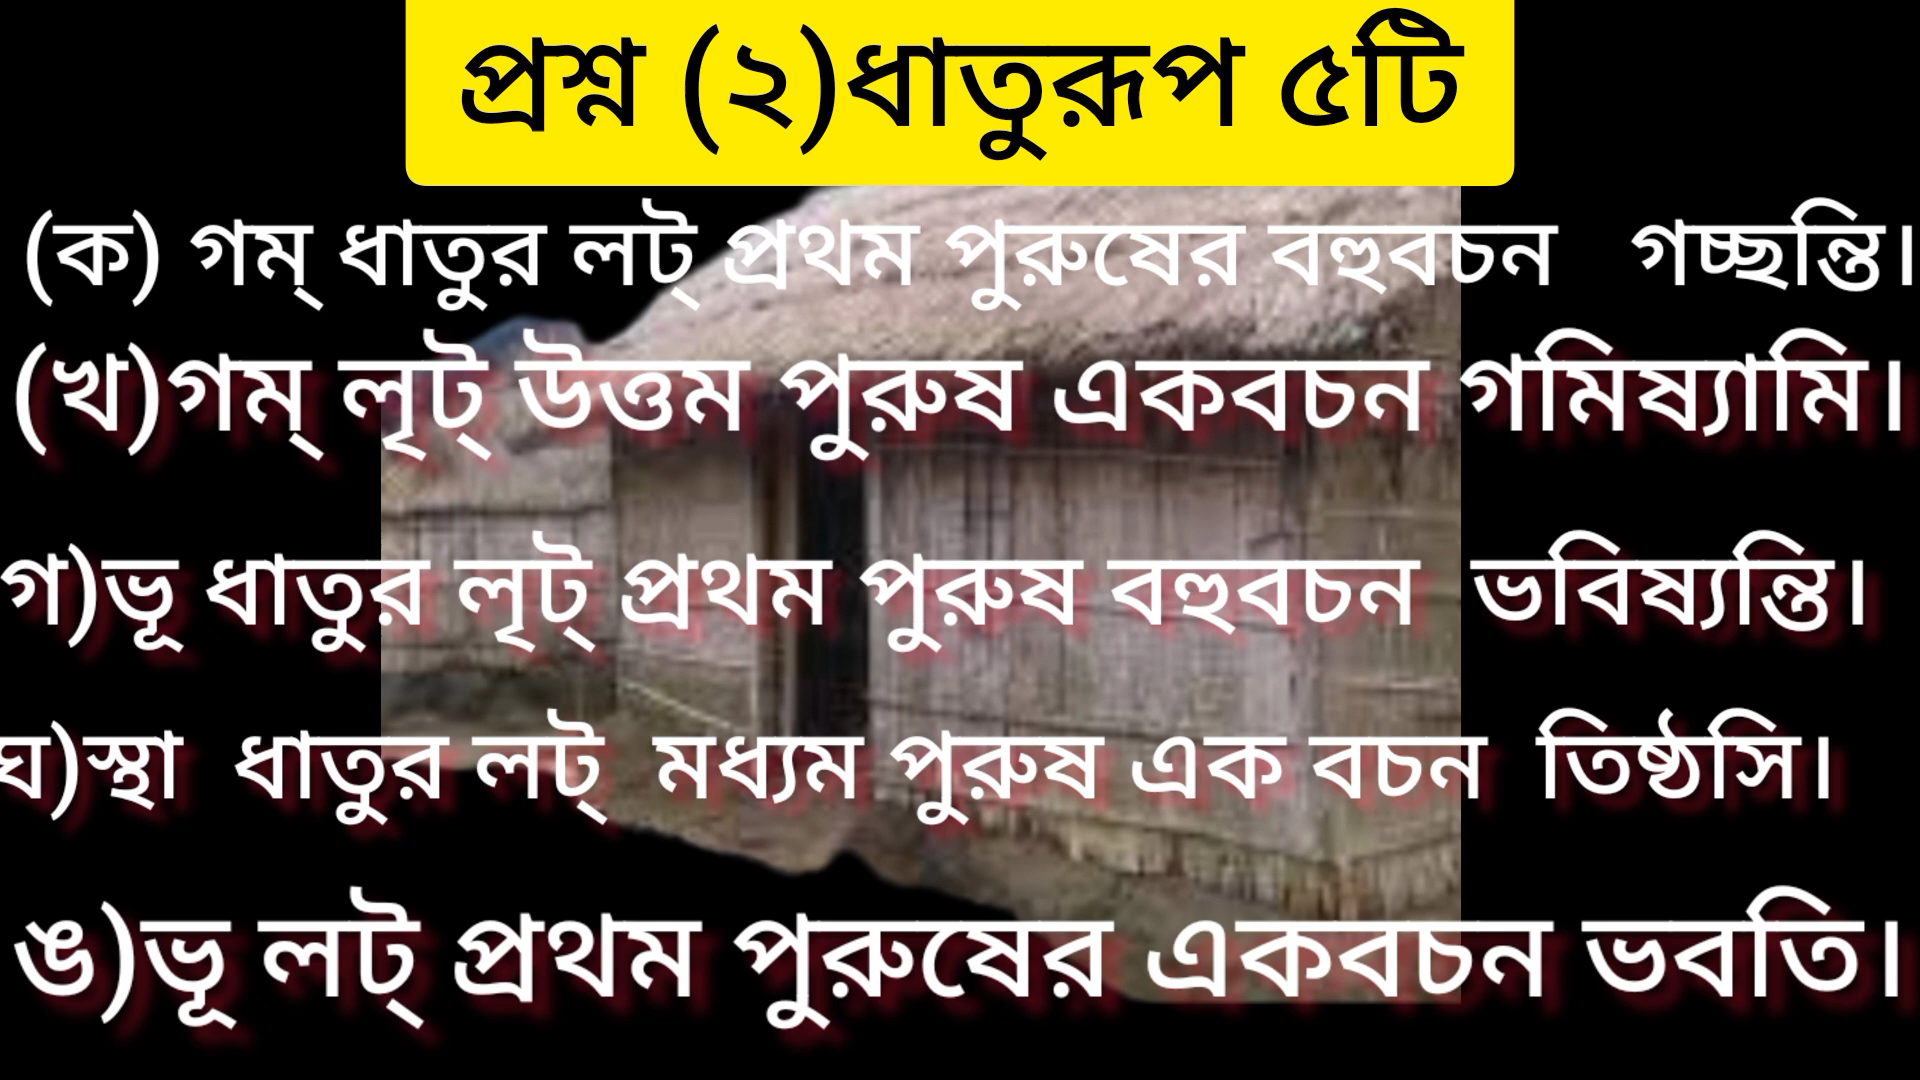 প্রশ্ন (২)ধাতুরূপ ৫টি
(ক) গম্ ধাতুর লট্ প্রথম পুরুষের বহুবচন গচ্ছন্তি।
(খ)গম্ লৃট্ উত্তম পুরুষ একবচন গমিষ্যামি।
গ)ভূ ধাতুর লৃট্ প্রথম পুরুষ বহুবচন ভবিষ্যন্তি।
ঘ)স্থা ধাতুর লট্ মধ্যম পুরুষ এক বচন তিষ্ঠসি।
ঙ)ভূ লট্ প্রথম পুরুষের একবচন ভবতি।